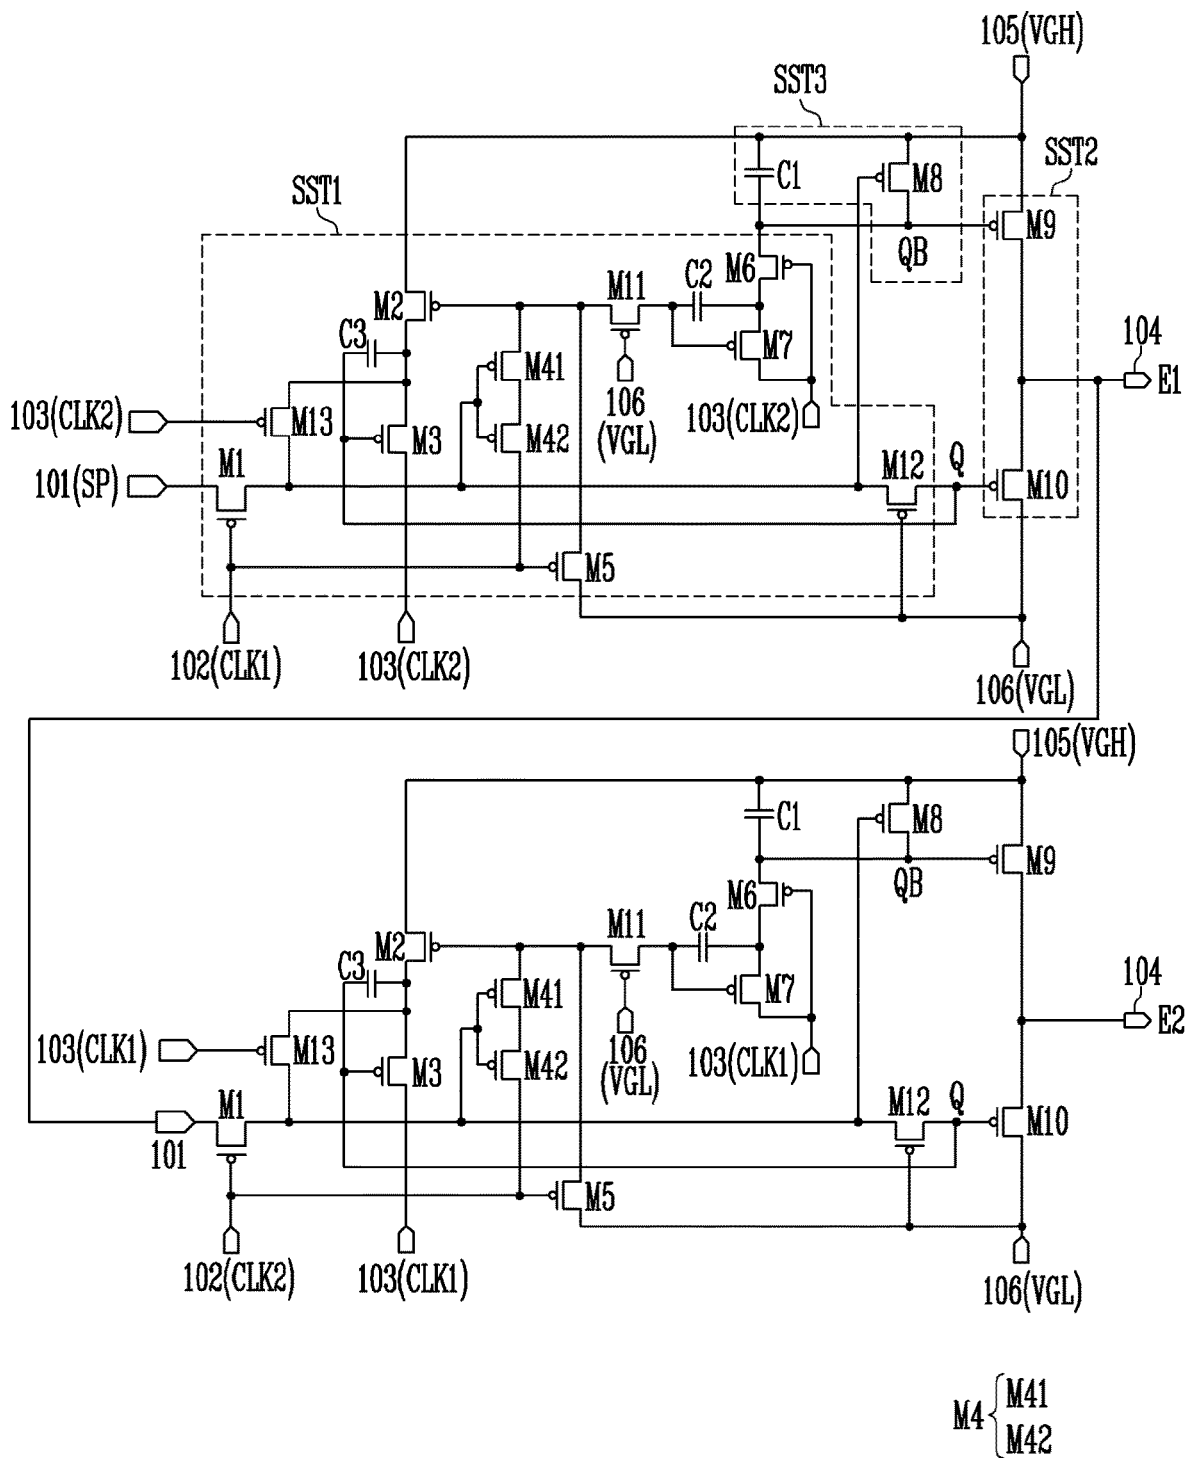 105(VGH)
SST3
SST2
C1
M8
SST1
M9
QB
M6
M11
C2
M2
C3
M7
104
M41
E1
103(CLK2)
M13
106
(VGL)
103(CLK2)
M3
M42
M1
M12
Q
101(SP)
M10
M5
102(CLK1)
103(CLK2)
106(VGL)
105(VGH)
C1
M8
M9
QB
M6
M11
C2
M2
C3
M7
104
M41
E2
103(CLK1)
M13
106
(VGL)
103(CLK1)
M3
M42
M1
M12
Q
101
M10
M5
102(CLK2)
103(CLK1)
106(VGL)
M41
M4
M42